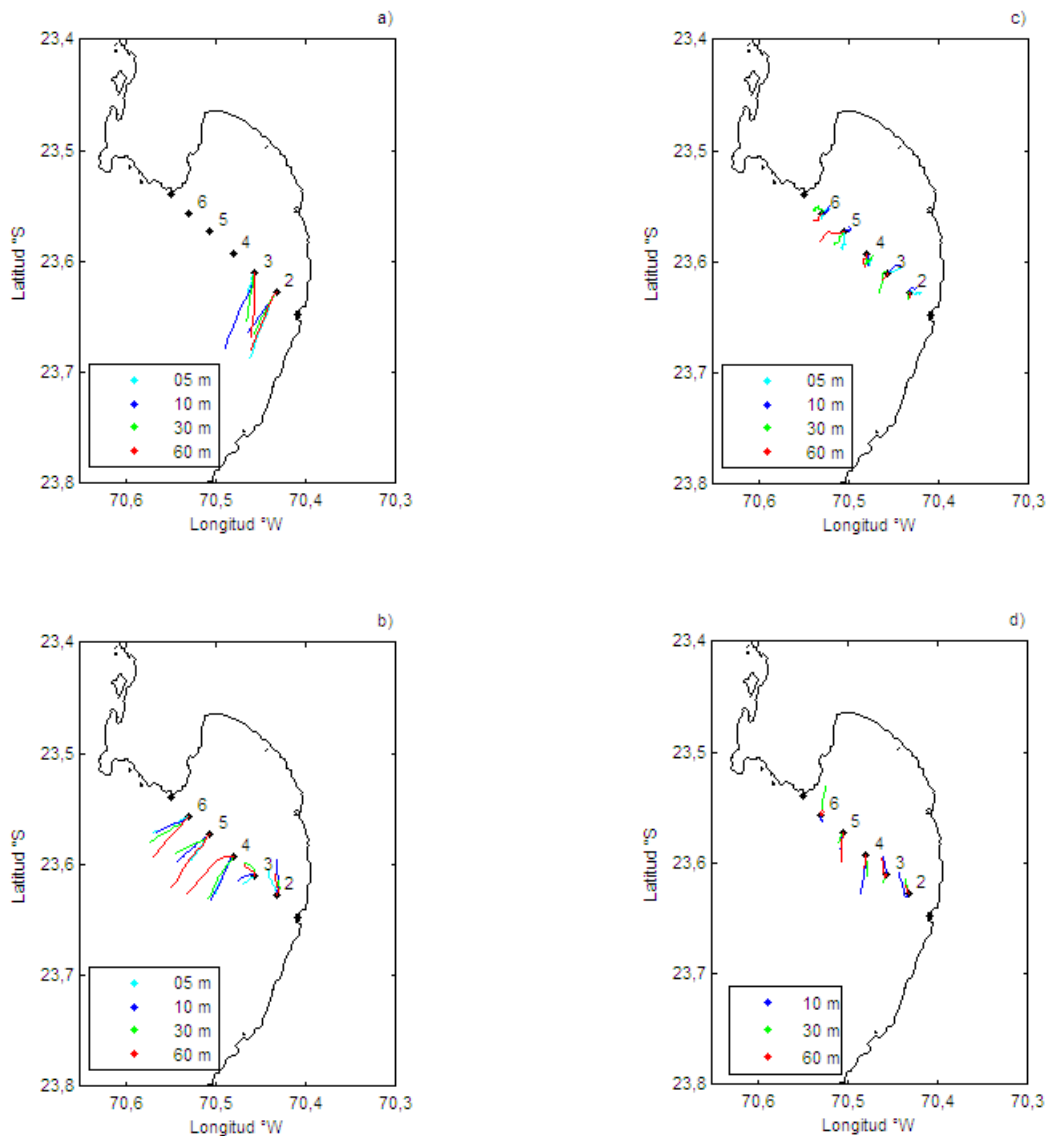 a)
23,4
23,5
23,6
23,7
23,8
Latitud °S
6
5
4
3
2
05 m
10 m
30 m
60 m
70,6
70,5
70,4
70,3
Longitud °W
c)
23,4
23,5
23,6
23,7
23,8
Latitud °S
6
5
4
3
2
05 m
10 m
30 m
60 m
70,6
70,5
70,4
70,3
Longitud °W
b)
23,4
23,5
23,6
23,7
23,8
Latitud °S
6
5
4
3
2
05 m
10 m
30 m
60 m
70,6
70,5
70,4
70,3
Longitud °W
d)
23,4
23,5
23,6
23,7
23,8
Latitud °S
6
5
4
3
2
10 m
30 m
60 m
70,6
70,5
70,4
70,3
Longitud °W